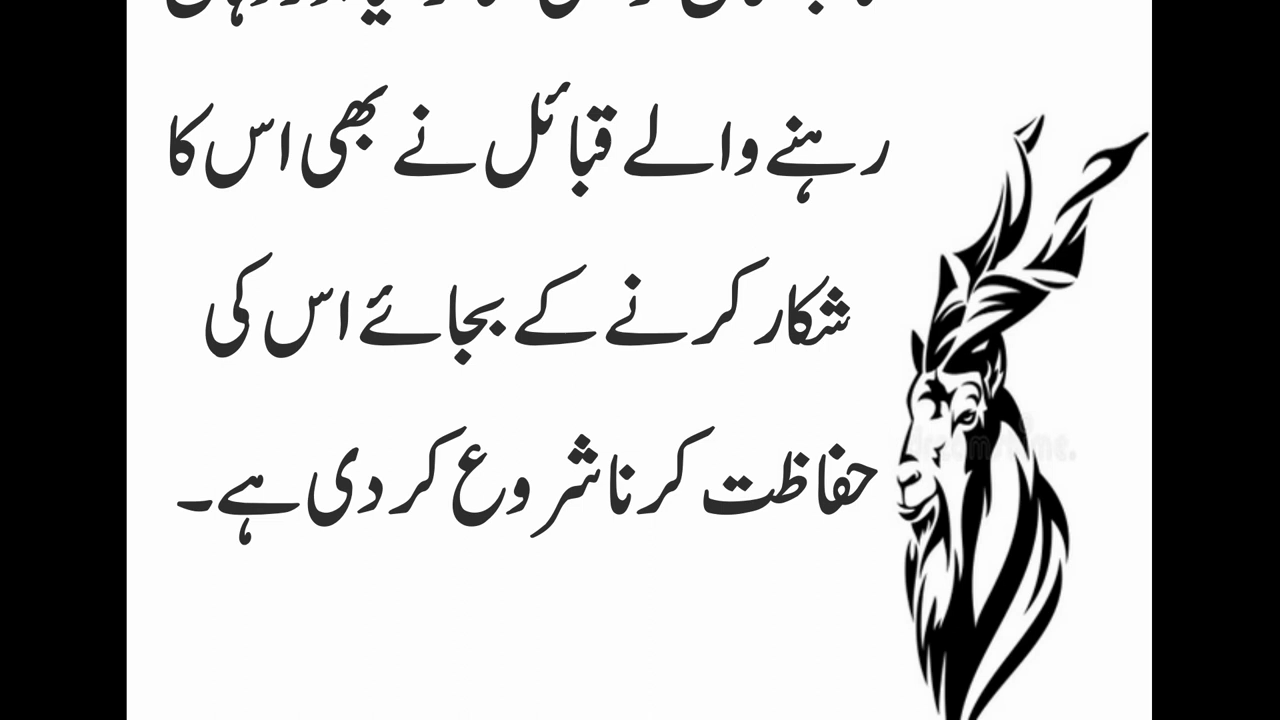 رہنے والے قبائل نے بھی اس کا
شکار کرنے کے بجائے اس کی
حفاظت کرنا شروع کر دی ہے۔
dreamstime.